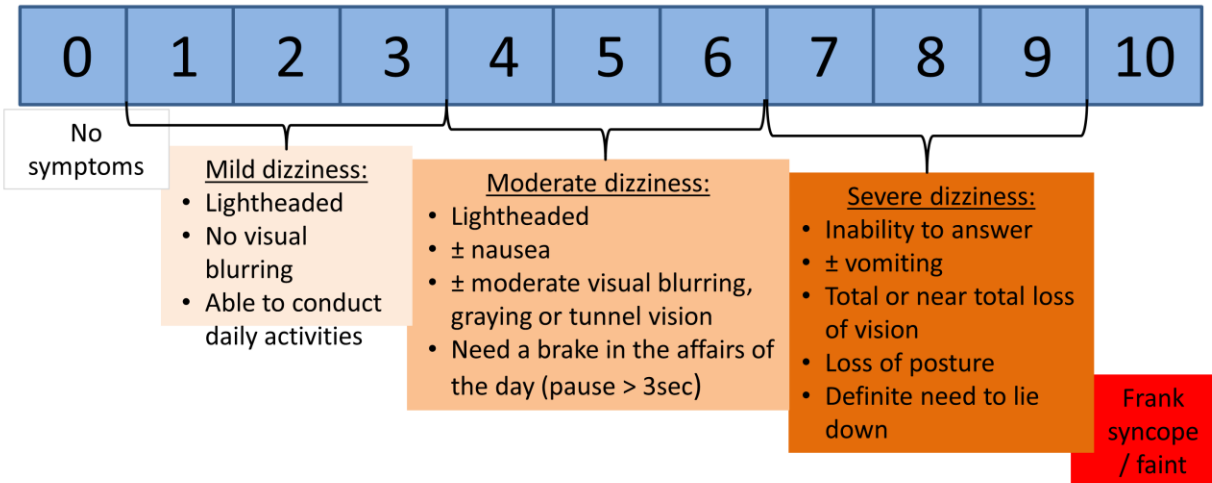 0 1 2 3 4 5 6 7 8 9 10
No
symptoms
Mild dizziness:
• Lightheaded
• No visual
blurring
• Able to conduct
daily activities
Moderate dizziness:
• Lightheaded
• ± nausea
• ± moderate visual blurring,
graying or tunnel vision
• Need a brake in the affairs of
the day (pause > 3sec)
Severe dizziness:
• Inability to answer
• ± vomiting
• Total or near total loss
of vision
• Loss of posture
• Definite need to lie
down
Frank
syncope
/ faint